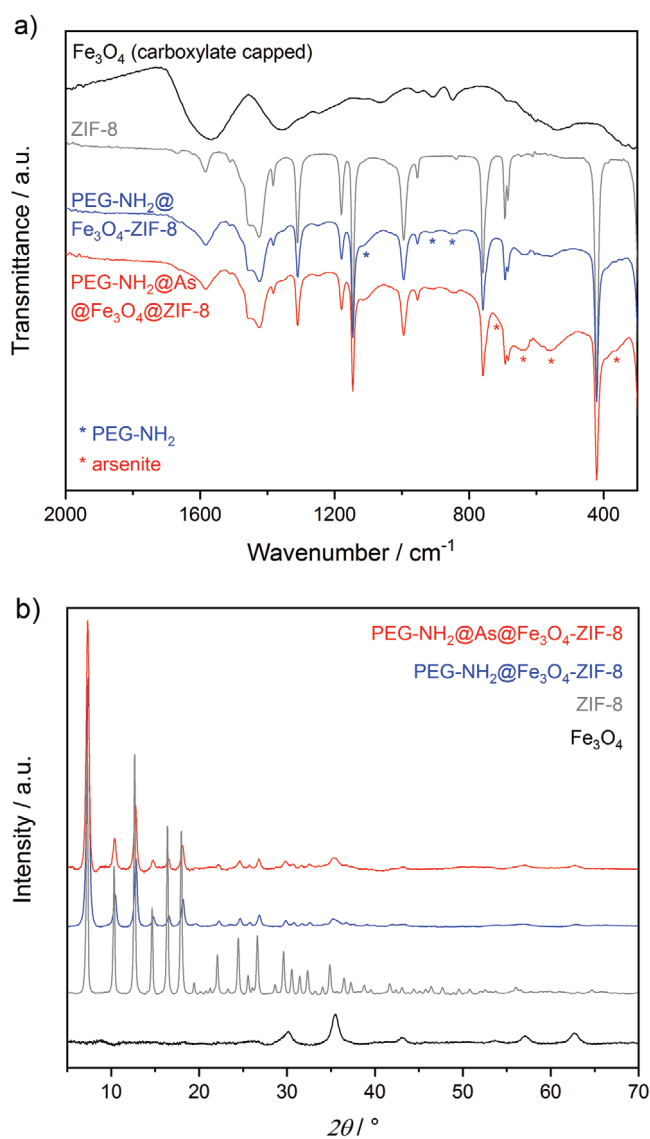 a)
Fe₃O₄ (carboxylate capped)
ZIF-8
PEG-NH₂@
Fe₃O₄-ZIF-8
PEG-NH₂@As
@Fe₃O₄@ZIF-8
* * *
* * * *
* PEG-NH₂
* arsenite
Transmittance / a.u.
2000 1600 1200 800 400
Wavenumber / cm⁻¹
b)
PEG-NH₂@As@Fe₃O₄-ZIF-8
PEG-NH₂@Fe₃O₄-ZIF-8
ZIF-8
Fe₃O₄
Intensity / a.u.
10 20 30 40 50 60 70
2θ / °